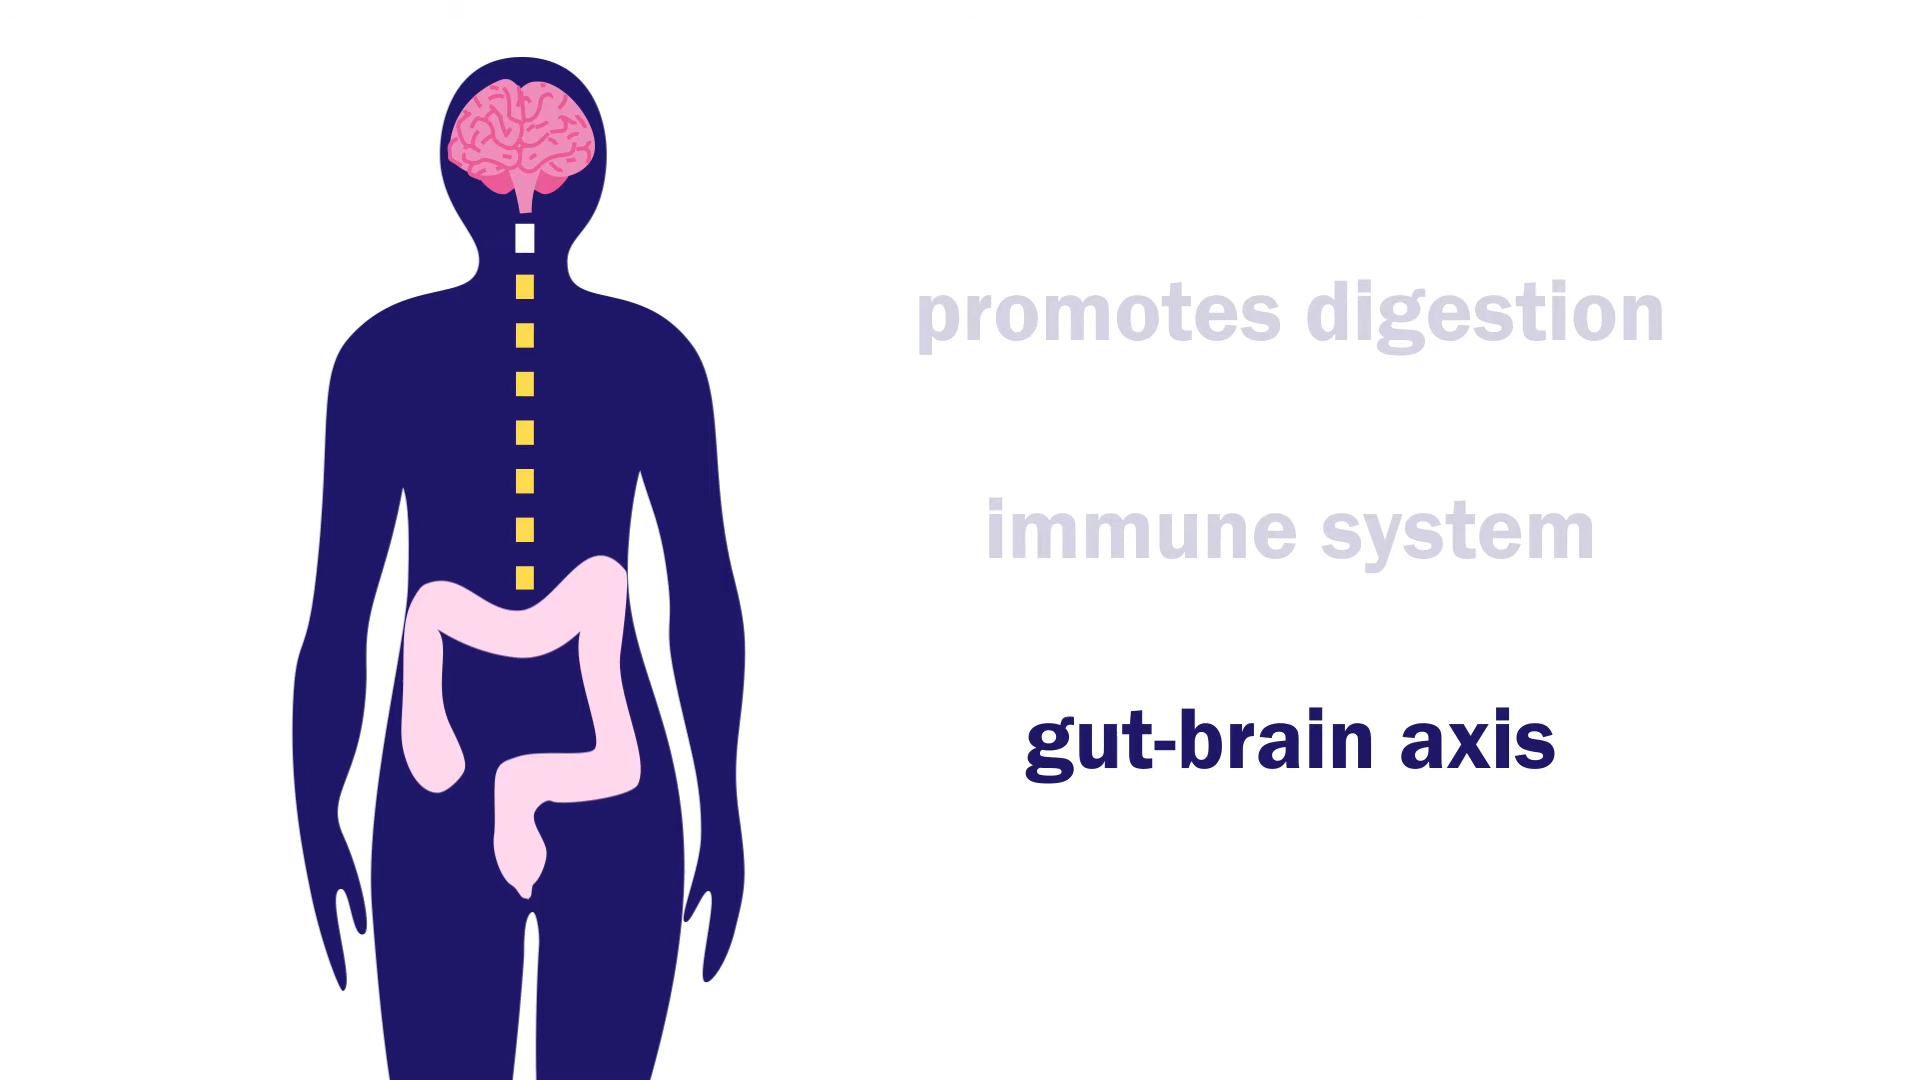 promotes digestion
immune system
gut-brain axis